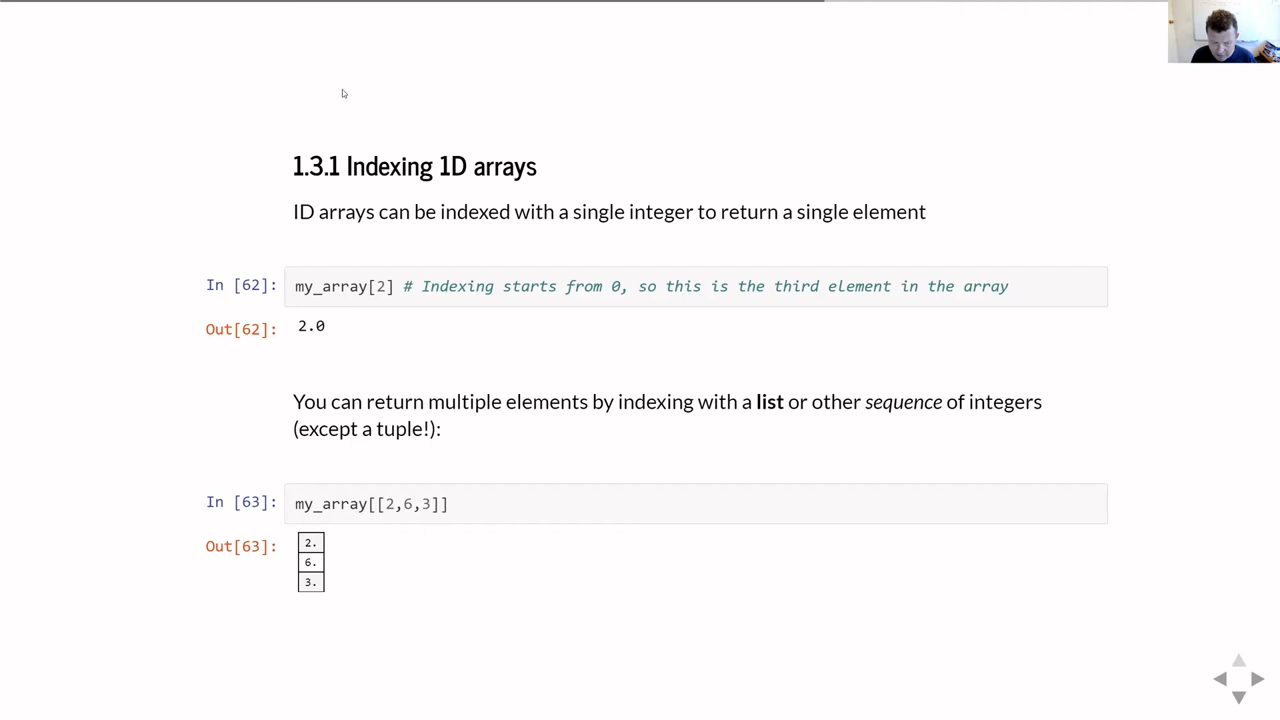 1.3.1 Indexing 1D arrays
ID arrays can be indexed with a single integer to return a single element
In [62]: my_array[2] # Indexing starts from 0, so this is the third element in the array
Out[62]: 2.0
You can return multiple elements by indexing with a list or other sequence of integers
(except a tuple!):
In [63]: my_array[[2,6,3]]
Out[63]: 2.
6.
3.